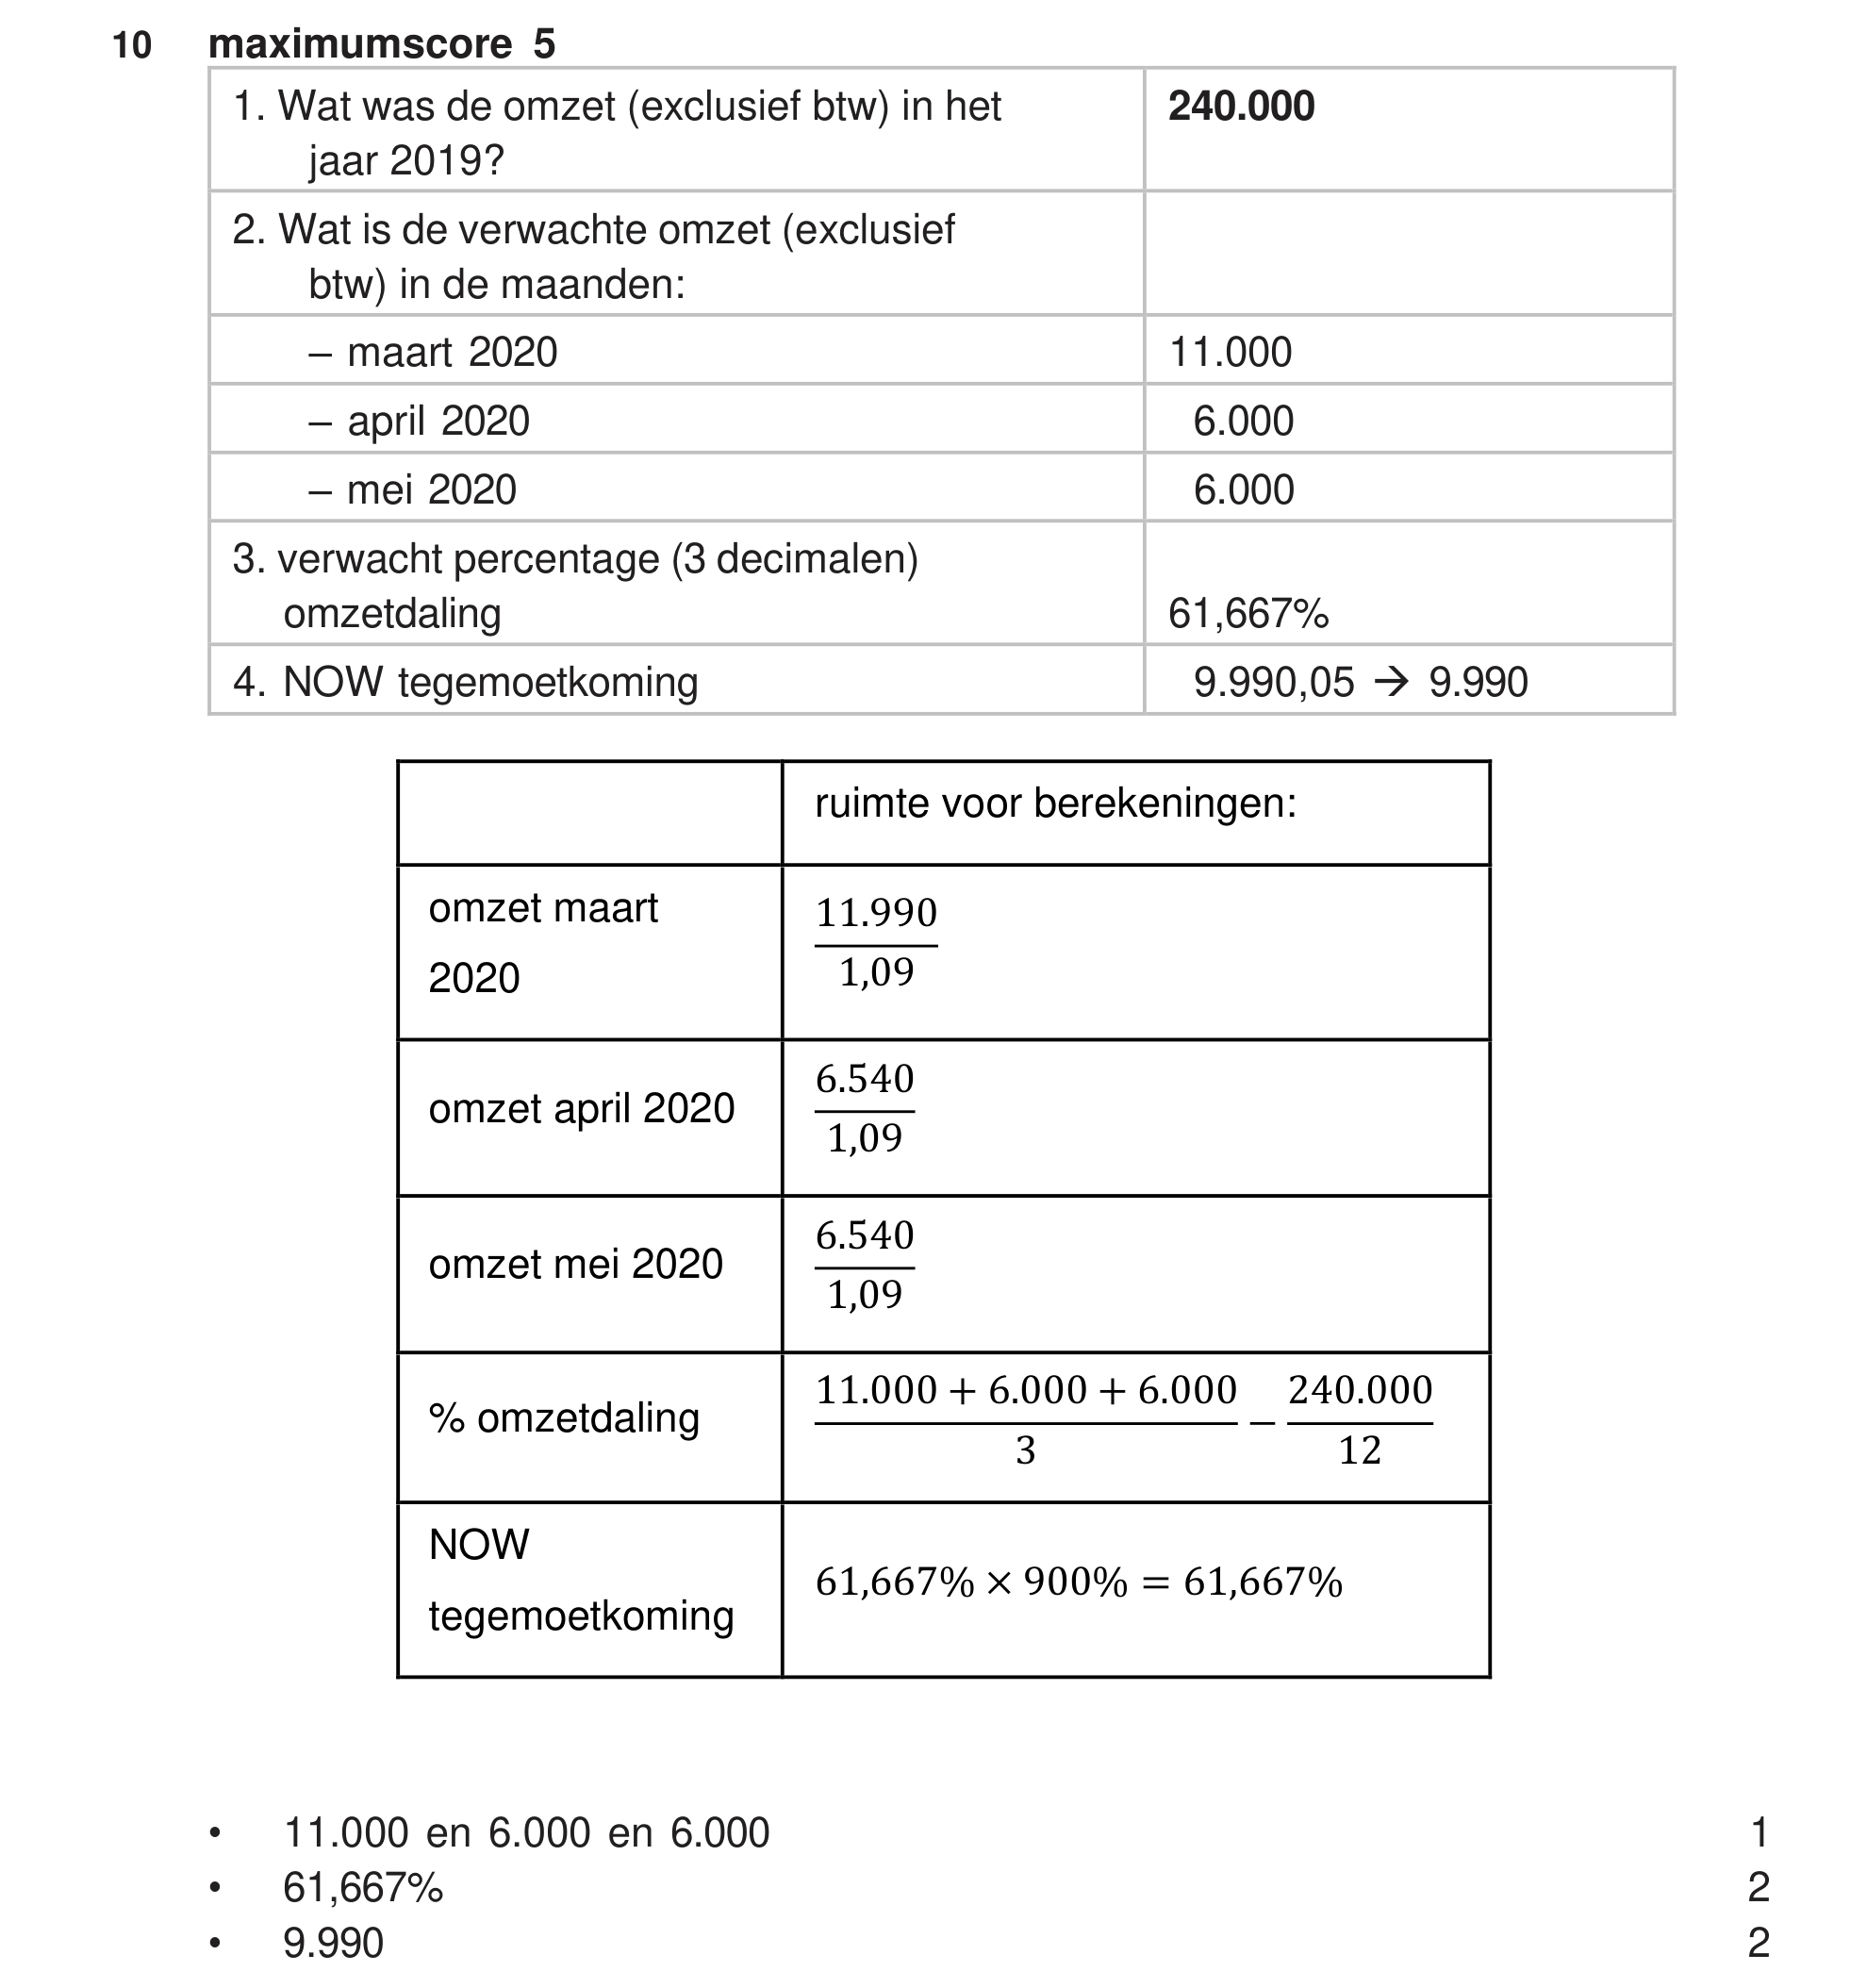 10 maximumscore 5
1. Wat was de omzet (exclusief btw) in het 240.000
jaar 2019?
2. Wat is de verwachte omzet (exclusief
btw) in de maanden:
– maart 2020 11.000
– april 2020 6.000
– mei 2020 6.000
3. verwacht percentage (3 decimalen)
omzetdaling 61,667%
4. NOW tegemoetkoming 9.990,05 → 9.990
ruimte voor berekeningen:
omzet maart
2020
11.990
1,09
omzet april 2020
6.540
1,09
omzet mei 2020
6.540
1,09
% omzetdaling
11.000 + 6.000 + 6.000 – 240.000
3 12
NOW
tegemoetkoming
61,667% × 900% = 61,667%
• 11.000 en 6.000 en 6.000 1
• 61,667% 2
• 9.990 2